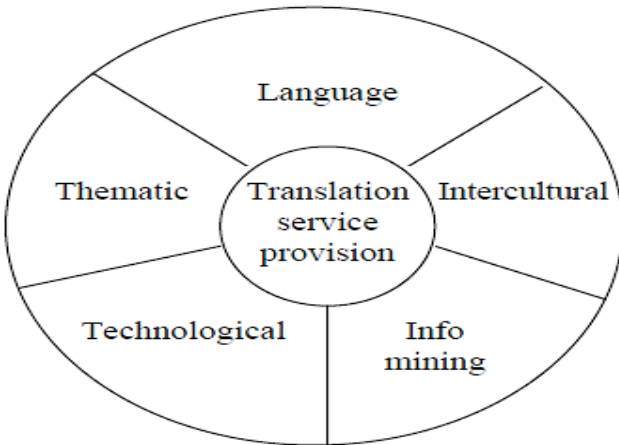 Language
Thematic
Translation
service
provision
Intercultural
Technological
Info
mining